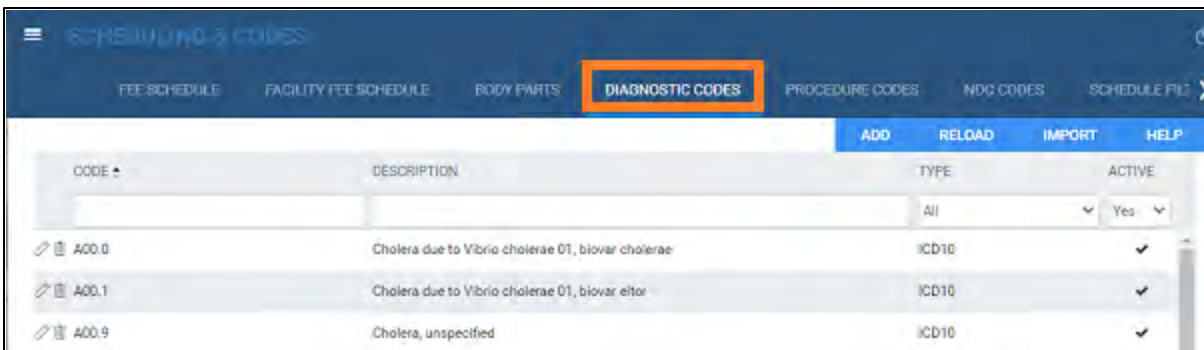 SCHEDULING & CODES
FEE SCHEDULE FACILITY FEE SCHEDULE BODY PARTS DIAGNOSTIC CODES PROCEDURE CODES NDC CODES SCHEDULE FIL
ADD RELOAD IMPORT HELP
CODE DESCRIPTION TYPE ACTIVE
All Yes
A00.0 Cholera due to Vibrio cholerae 01, biovar cholerae ICD10
A00.1 Cholera due to Vibrio cholerae 01, biovar eltor ICD10
A00.9 Cholera, unspecified ICD10